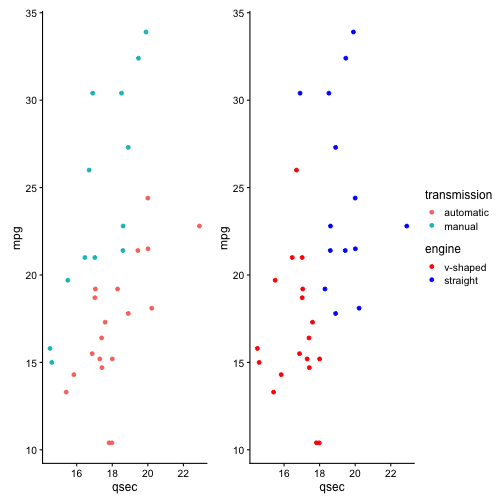 35
30
25
20
15
10
mpg
16
18
20
22
qsec
35
30
25
20
15
10
mpg
16
18
20
22
qsec
transmission
automatic
manual
engine
v-shaped
straight